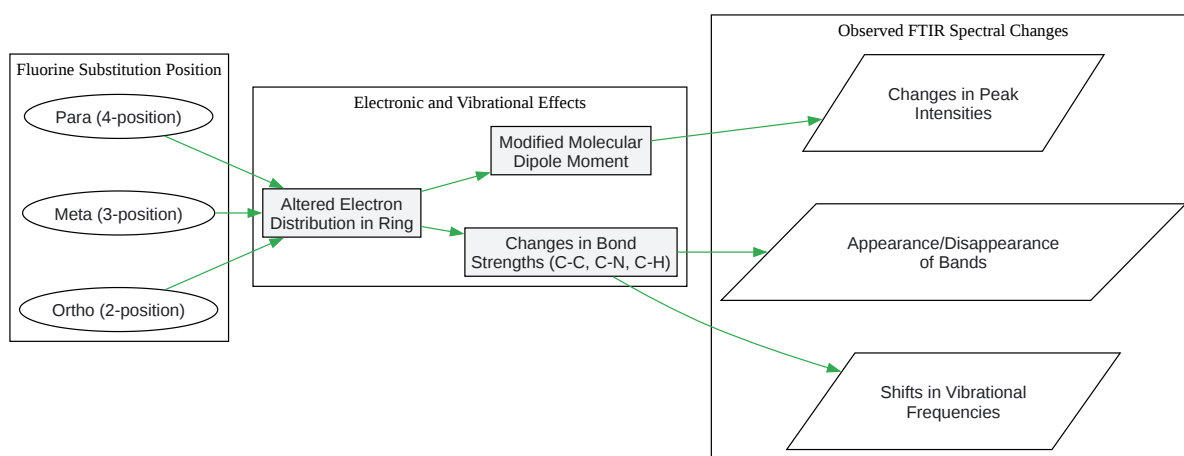 Fluorine Substitution Position
Para (4-position)
Meta (3-position)
Ortho (2-position)
Electronic and Vibrational Effects
Altered Electron
Distribution in Ring
Modified Molecular
Dipole Moment
Changes in Bond
Strengths (C-C, C-N, C-H)
Observed FTIR Spectral Changes
Changes in Peak
Intensities
Appearance/Disappearance
of Bands
Shifts in Vibrational
Frequencies